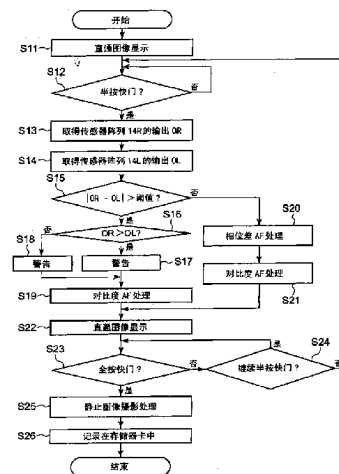 开始
S11
直通图像显示
S12
半按快门？
否
是
S13
取得传感器阵列 14R的输出 OR
S14
取得传感器阵列 14L的输出 OL
S15
|OR - OL|＞阈值？
否
是
S16
OR＞OL？
否
是
S18
警告
警告
S17
S20
相位差 AF处理
S19
对比度 AF处理
对比度 AF处理
S21
S22
直通图像显示
S23
全按快门？
否
是
S24
继续半按快门？
是
否
S25
静止图像摄影处理
S26
记录在存储器卡中
结束